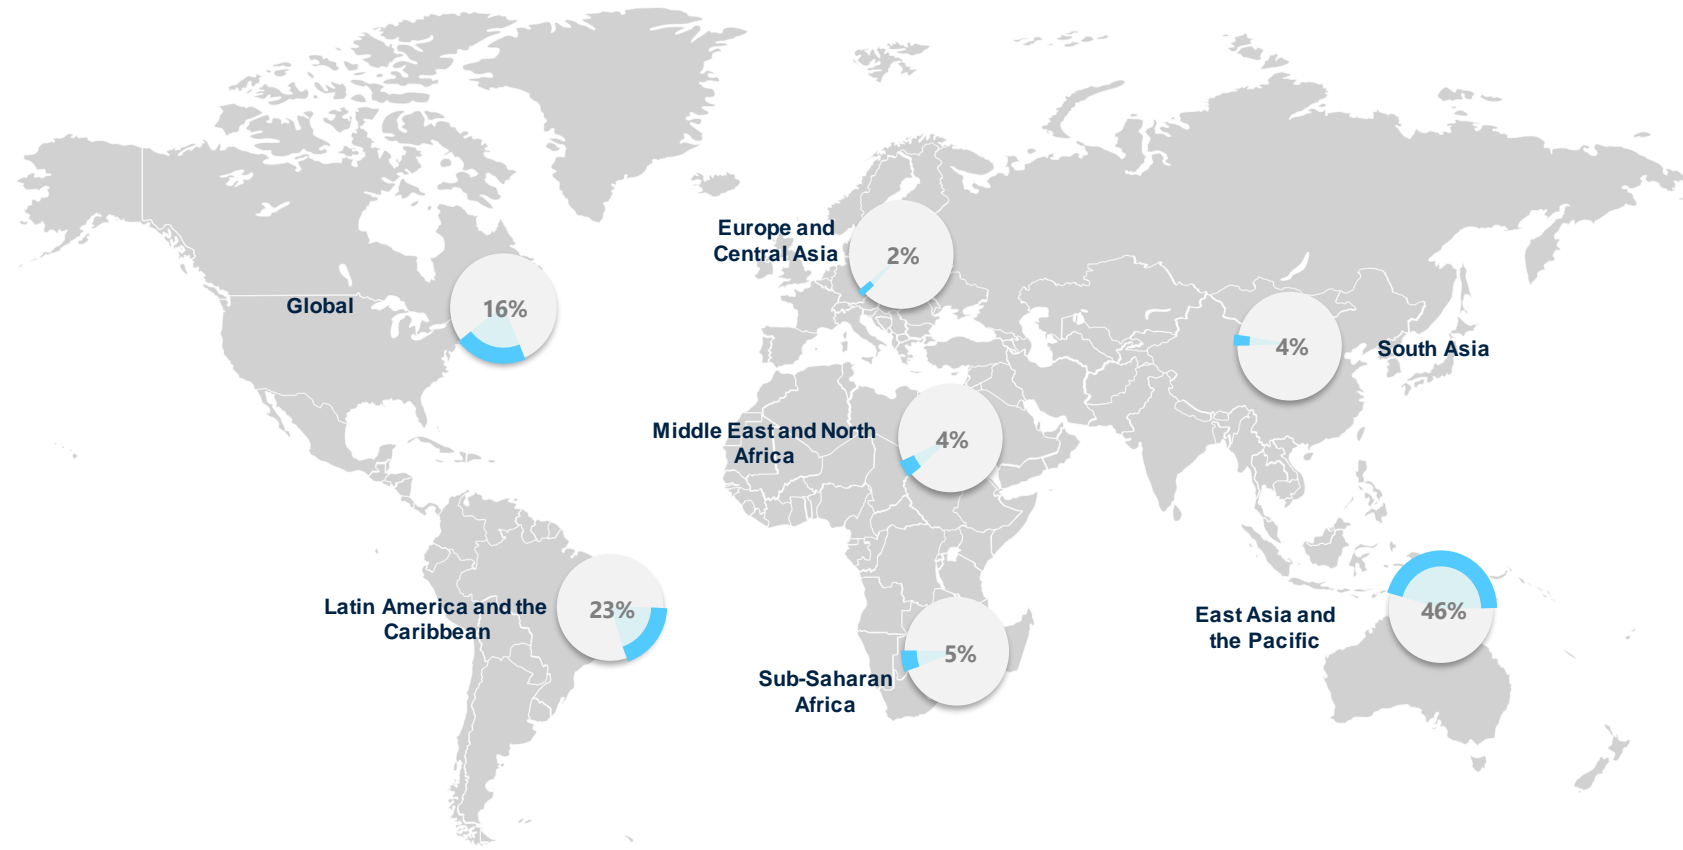 Europe and
Central Asia
2%
Global
16%
4%
South Asia
Middle East and North
Africa
4%
Latin America and the
Caribbean
23%
East Asia and
the Pacific
46%
Sub-Saharan
Africa
5%